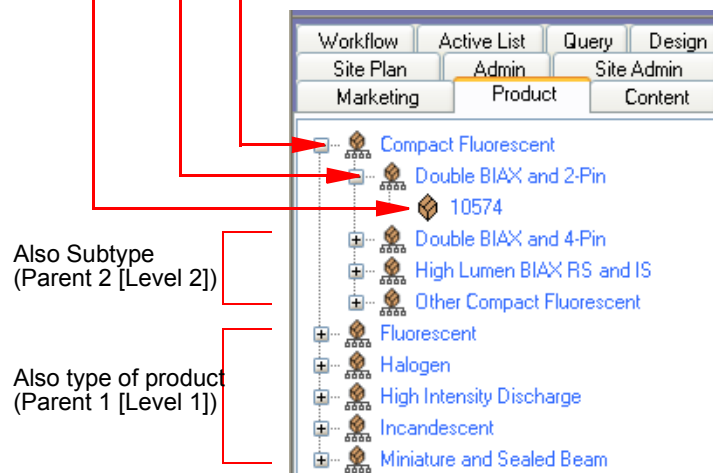 Workflow Active List Query Design
Site Plan Admin Site Admin
Marketing Product Content
Compact Fluorescent
Double BIAX and 2-Pin
10574
Also Subtype
(Parent 2 [Level 2])
Double BIAX and 4-Pin
High Lumen BIAX RS and IS
Other Compact Fluorescent
Also type of product
(Parent 1 [Level 1])
Fluorescent
Halogen
High Intensity Discharge
Incandescent
Miniature and Sealed Beam